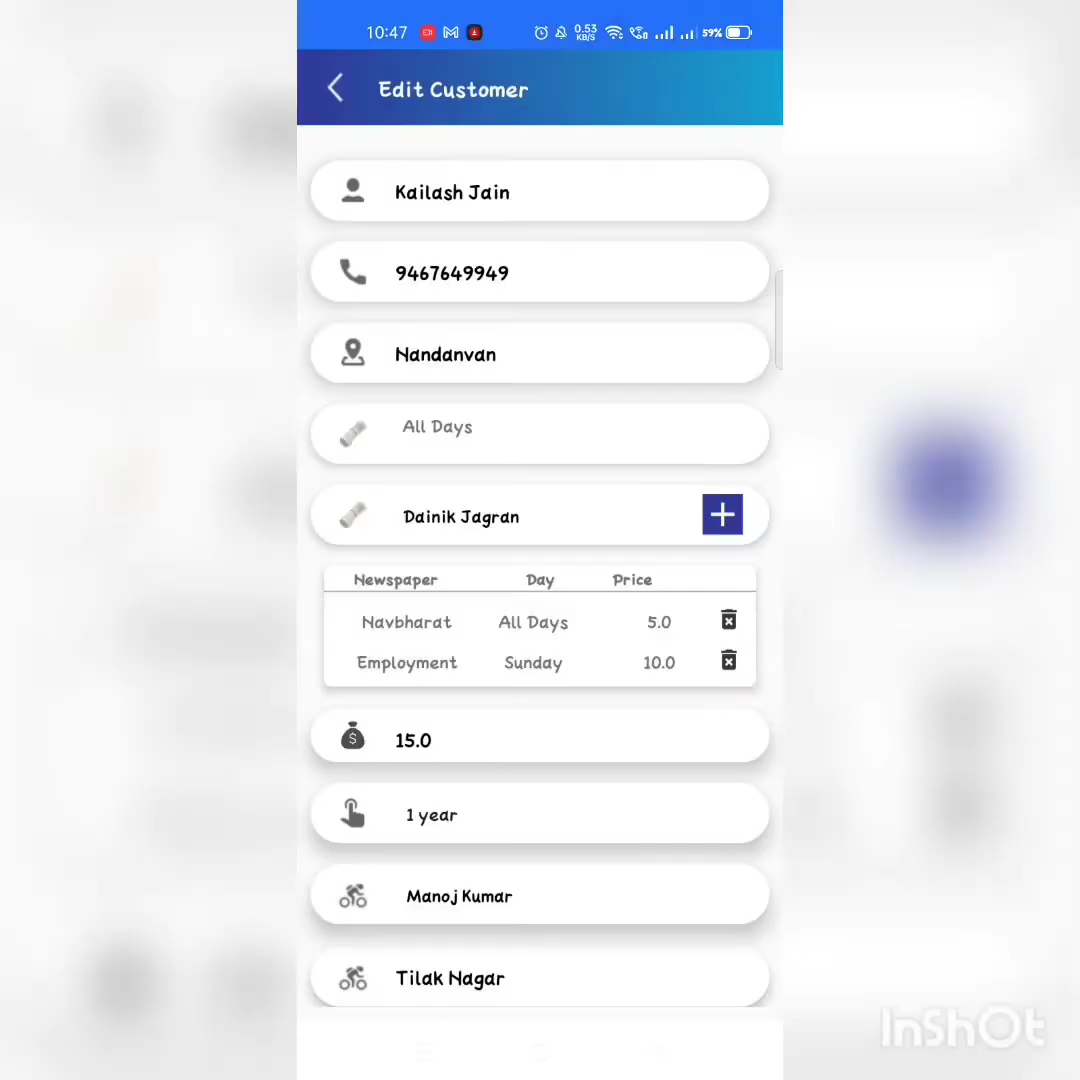 10:47 0.53 KB/S 59%
Edit Customer
Kailash Jain
9467649949
Nandanvan
All Days
Dainik Jagran
Newspaper Day Price
Navbharat All Days 5.0
Employment Sunday 10.0
15.0
1 year
Manoj Kumar
Tilak Nagar
InShOt